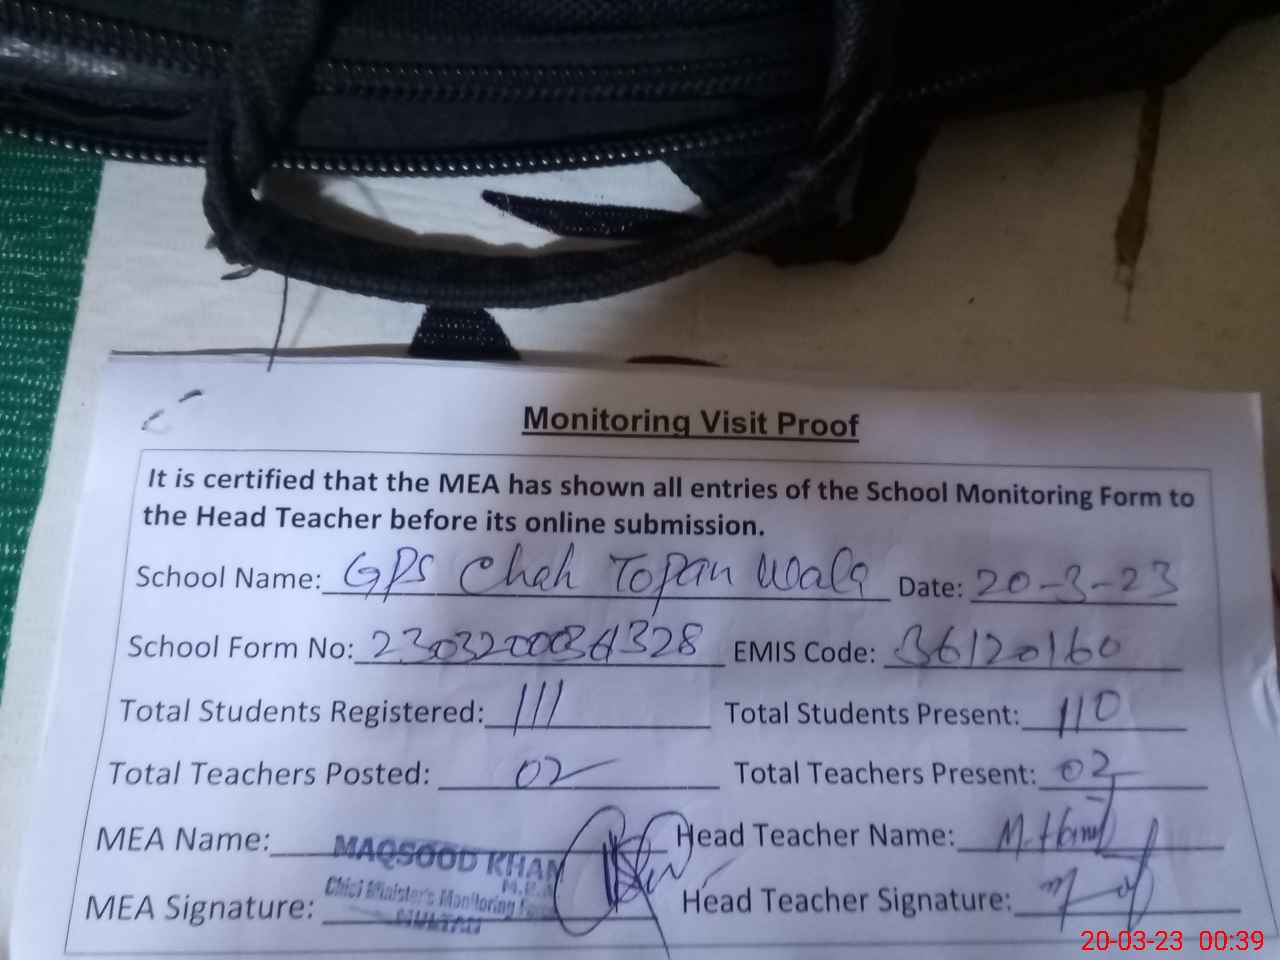 Monitoring Visit Proof
It is certified that the MEA has shown all entries of the School Monitoring Form to
the Head Teacher before its online submission.
School Name: GPS Chah Topan Wala Date: 20-3-23
School Form No: 2303200034328 EMIS Code: 36120160
Total Students Registered: 111 Total Students Present: 110
Total Teachers Posted: 02 Total Teachers Present: 02
MEA Name: MAQSOOD KHAN Head Teacher Name: M.
M.E.A
Chief Minister's Monitoring Force
MEA Signature: MULTAN Head Teacher Signature:
20-03-23 00:39